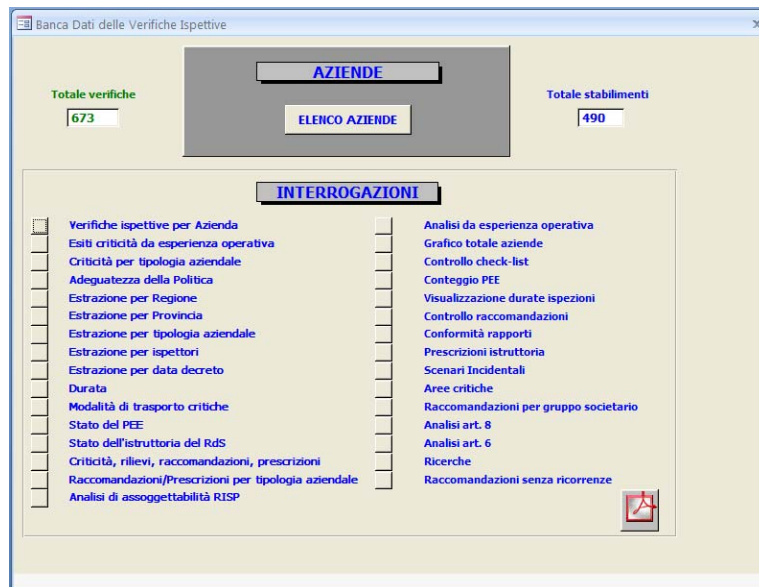 Banca Dati delle Verifiche Ispettive
AZIENDE
Totale verifiche
673
ELENCO AZIENDE
Totale stabilimenti
490
INTERROGAZIONI
Verifiche ispettive per Azienda
Esiti criticità da esperienza operativa
Criticità per tipologia aziendale
Adeguatezza della Politica
Estrazione per Regione
Estrazione per Provincia
Estrazione per tipologia aziendale
Estrazione per ispettori
Estrazione per data decreto
Durata
Modalità di trasporto critiche
Stato del PEE
Stato dell'istruttoria del RdS
Criticità, rilievi, raccomandazioni, prescrizioni
Raccomandazioni/Prescrizioni per tipologia aziendale
Analisi di assoggettabilità RISP
Analisi da esperienza operativa
Grafico totale aziende
Controllo check-list
Conteggio PEE
Visualizzazione durate ispezioni
Controllo raccomandazioni
Conformità rapporti
Prescrizioni istruttoria
Scenari Incidentali
Aree critiche
Raccomandazioni per gruppo societario
Analisi art. 8
Analisi art. 6
Ricerche
Raccomandazioni senza ricorrenze